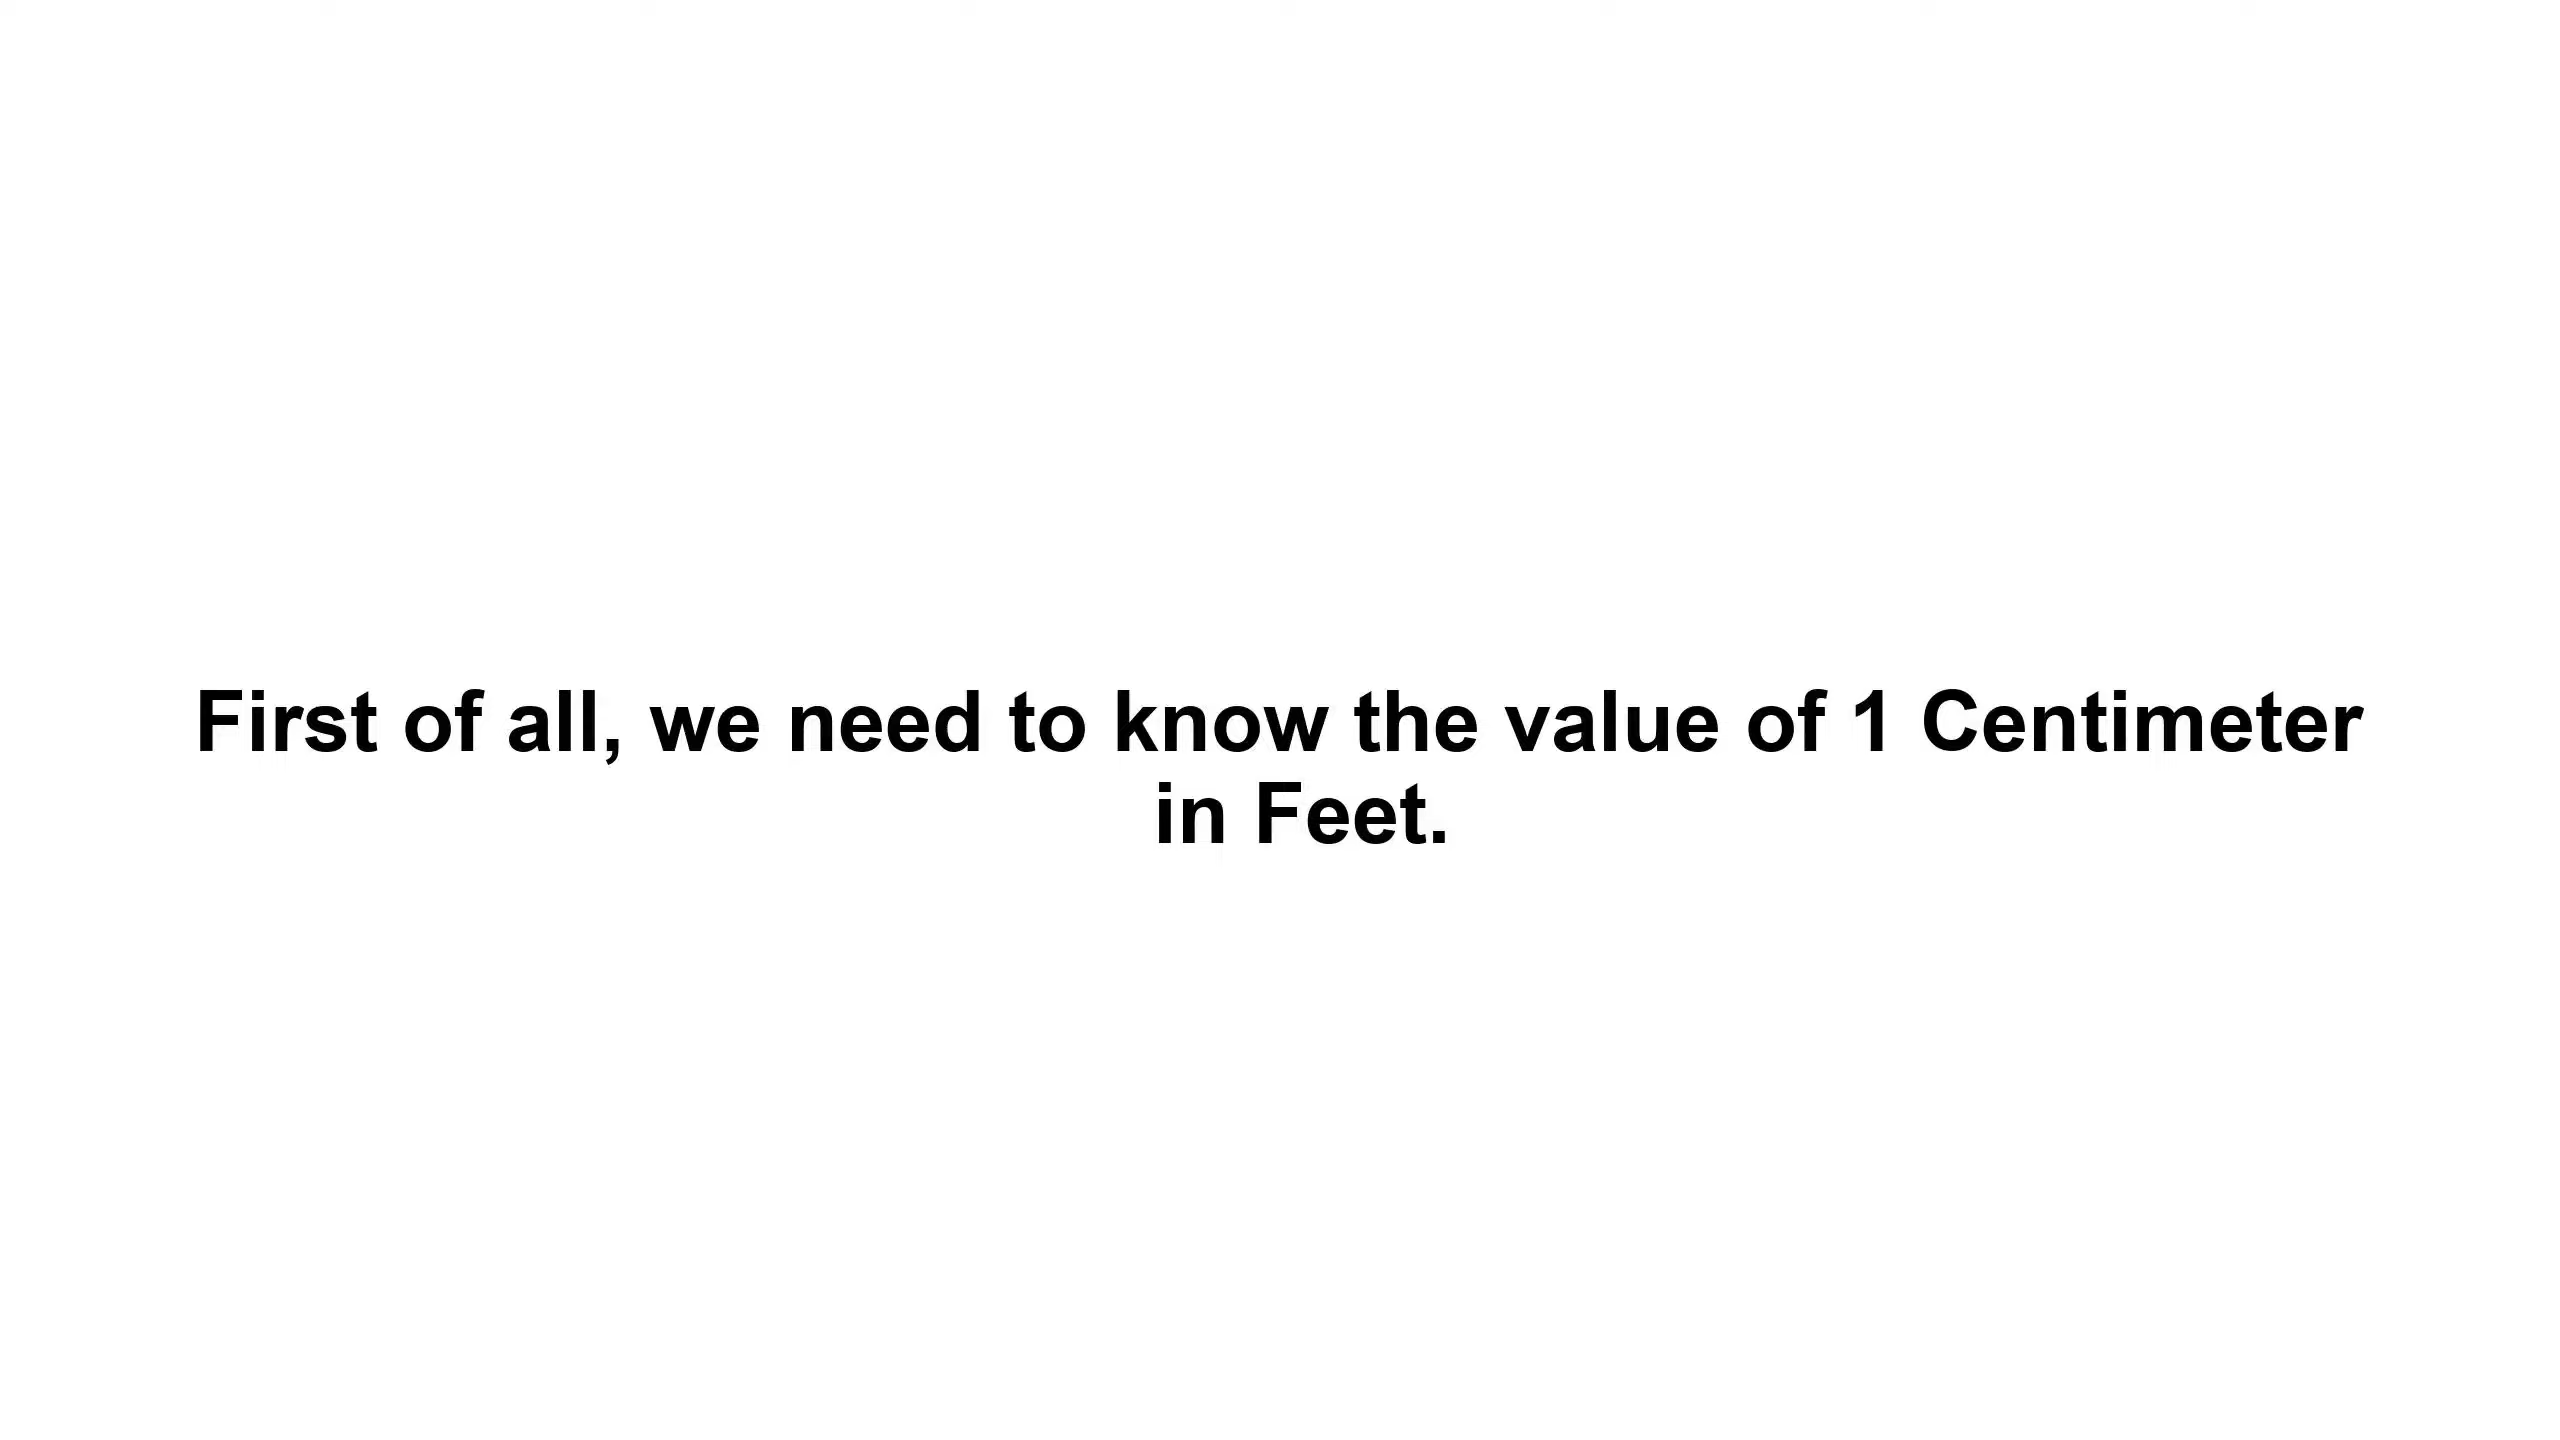 First of all, we need to know the value of 1 Centimeter
in Feet.